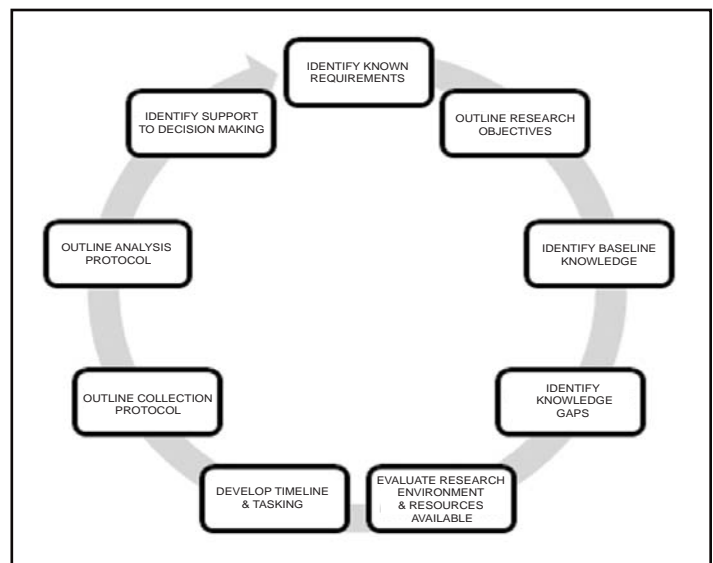 IDENTIFY KNOWN
REQUIREMENTS
OUTLINE RESEARCH
OBJECTIVES
IDENTIFY BASELINE
KNOWLEDGE
IDENTIFY
KNOWLEDGE
GAPS
EVALUATE RESEARCH
ENVIRONMENT
& RESOURCES
AVAILABLE
DEVELOP TIMELINE
& TASKING
OUTLINE COLLECTION
PROTOCOL
OUTLINE ANALYSIS
PROTOCOL
IDENTIFY SUPPORT
TO DECISION MAKING